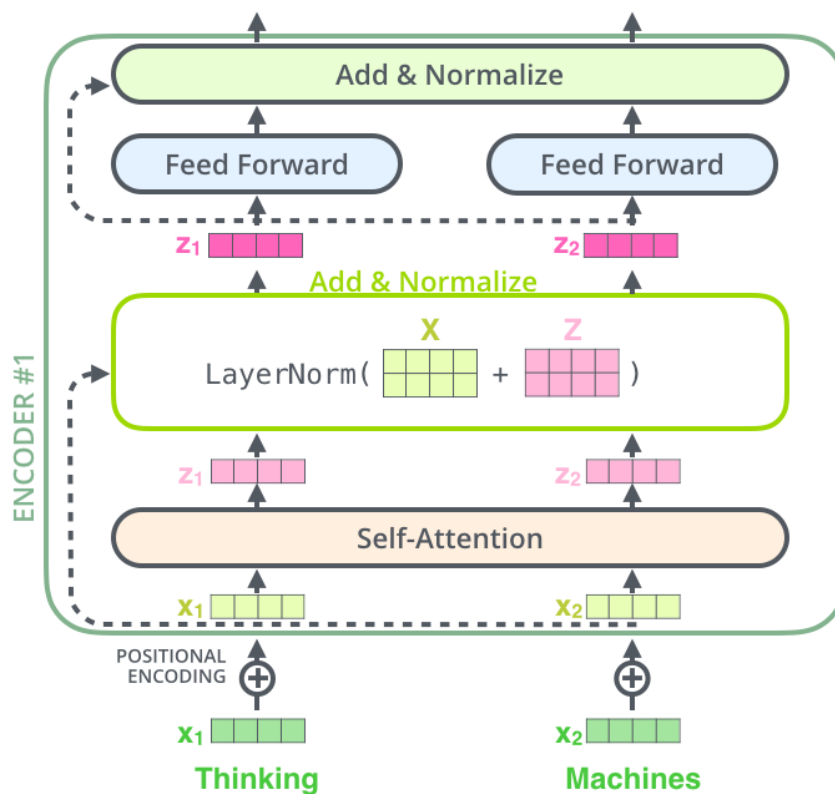 Add & Normalize
Feed Forward Feed Forward
z1 z2
Add & Normalize
X Z
LayerNorm( + )
ENCODER #1
z1 z2
Self-Attention
x1 x2
POSITIONAL
ENCODING
x1 x2
Thinking Machines